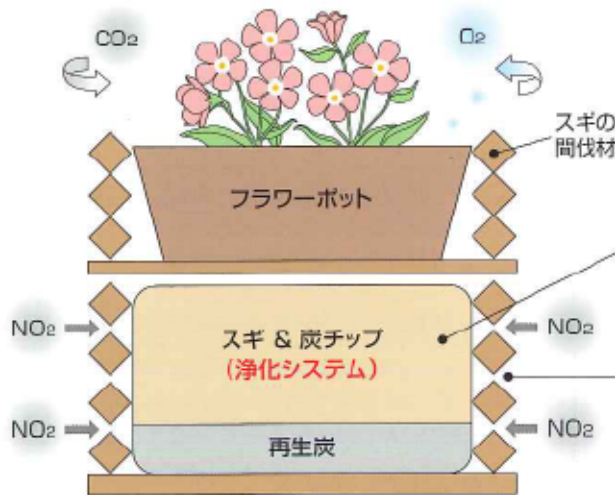 CO2
O2
スギの
間伐材
フラワーポット
NO2
NO2
スギ & 炭チップ
(浄化システム)
NO2
NO2
再生炭